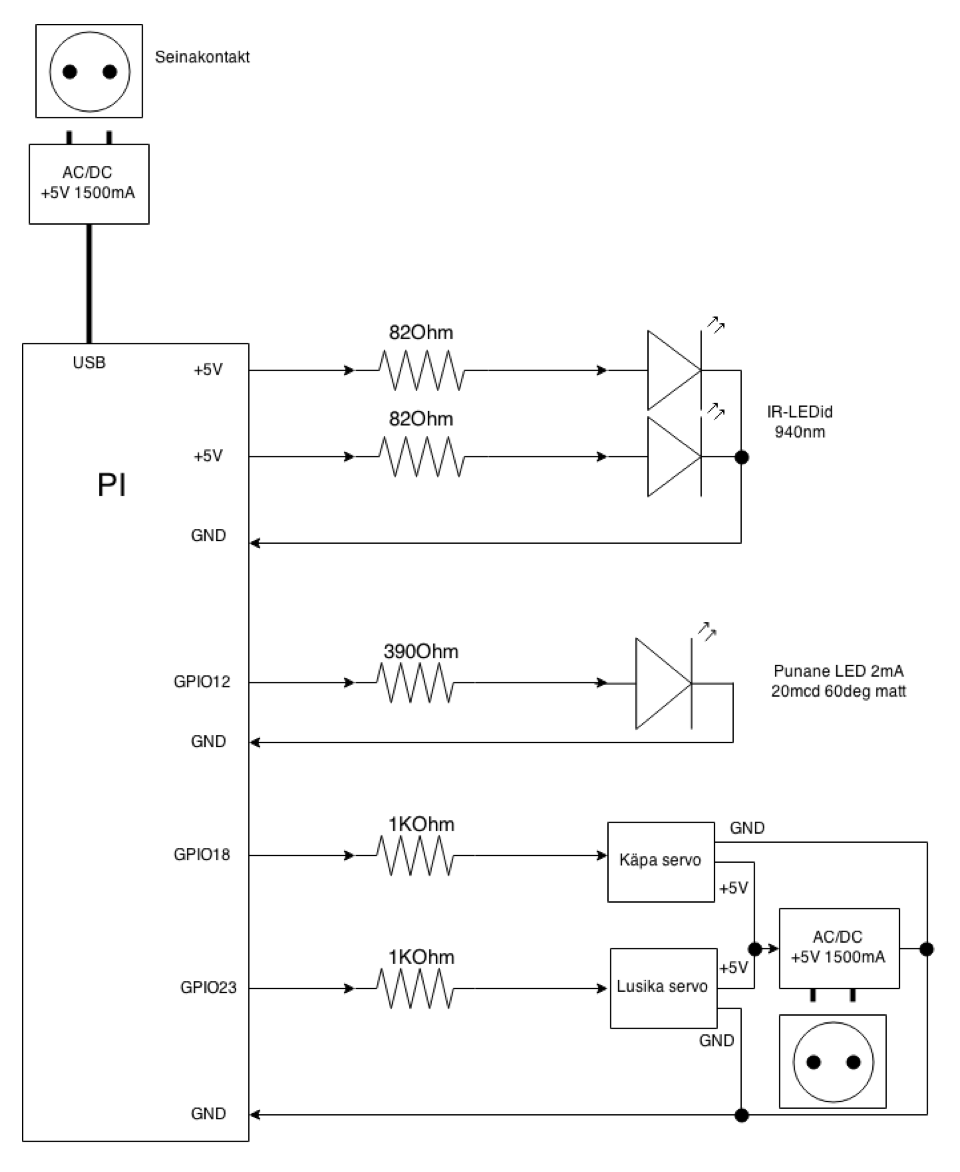 Seinakontakt
AC/DC
+5V 1500mA
USB
+5V
82Ohm
+5V
82Ohm
IR-LEDid
940nm
PI
GND
GPIO12
390Ohm
Punane LED 2mA
20mcd 60deg matt
GND
GPIO18
1KOhm
Käpa servo
GND
+5V
AC/DC
+5V 1500mA
GPIO23
1KOhm
Lusika servo
+5V
GND
GND